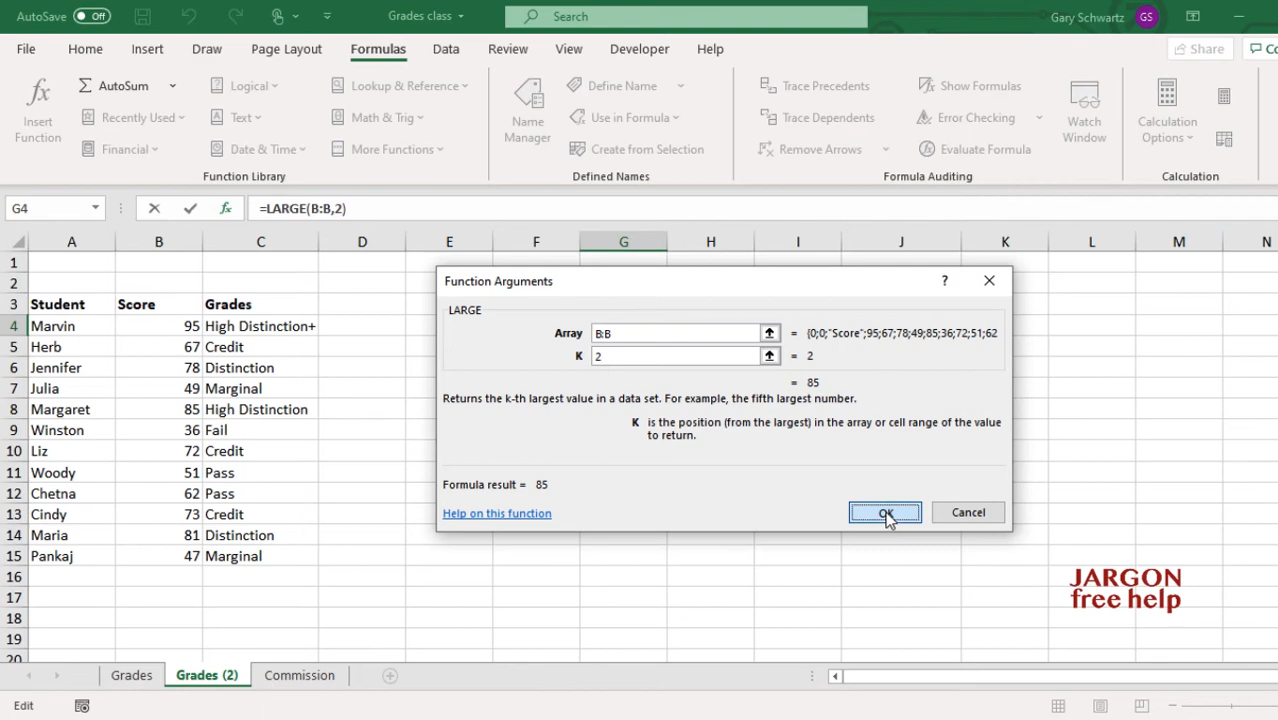 AutoSave Off Grades class Search Gary Schwartz GS
File Home Insert Draw Page Layout Formulas Data Review View Developer Help Share Co
fx Insert Function
AutoSum Logical Lookup & Reference
Recently Used Text Math & Trig
Financial Date & Time More Functions
Function Library
Name Manager
Define Name
Use in Formula
Create from Selection
Defined Names
Trace Precedents Show Formulas
Trace Dependents Error Checking
Remove Arrows Evaluate Formula
Formula Auditing
Watch Window
Calculation Options
Calculation
G4 fx =LARGE(B:B,2)
A B C D E F G H I J K L M N
1
2
3 Student Score Grades
4 Marvin 95 High Distinction+
5 Herb 67 Credit
6 Jennifer 78 Distinction
7 Julia 49 Marginal
8 Margaret 85 High Distinction
9 Winston 36 Fail
10 Liz 72 Credit
11 Woody 51 Pass
12 Chetna 62 Pass
13 Cindy 73 Credit
14 Maria 81 Distinction
15 Pankaj 47 Marginal
16
17
18
19
20
Function Arguments ?
LARGE
Array B:B = {0;0;"Score";95;67;78;49;85;36;72;51;62
K 2 = 2
= 85
Returns the k-th largest value in a data set. For example, the fifth largest number.
K is the position (from the largest) in the array or cell range of the value
to return.
Formula result = 85
Help on this function OK Cancel
JARGON
free help
Grades Grades (2) Commission
Edit